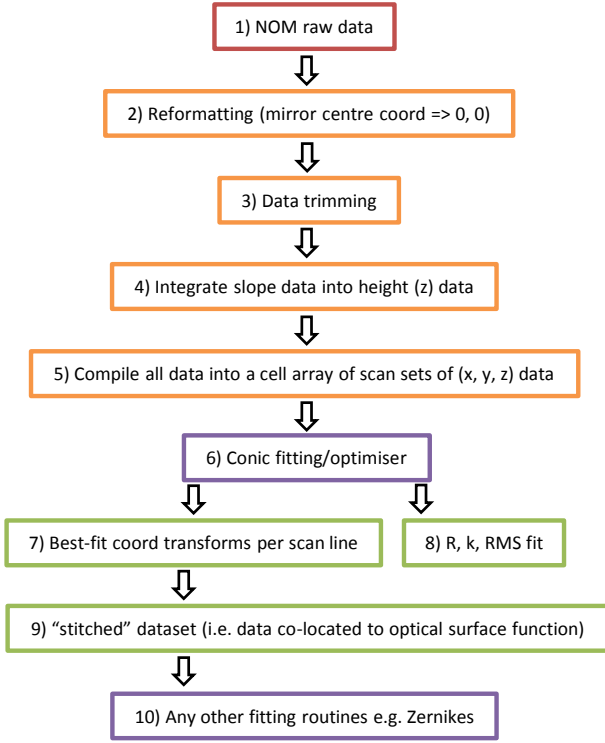 1) NOM raw data
2) Reformatting (mirror centre coord => 0, 0)
3) Data trimming
4) Integrate slope data into height (z) data
5) Compile all data into a cell array of scan sets of (x, y, z) data
6) Conic fitting/optimiser
7) Best-fit coord transforms per scan line
8) R, k, RMS fit
9) “stitched” dataset (i.e. data co-located to optical surface function)
10) Any other fitting routines e.g. Zernikes